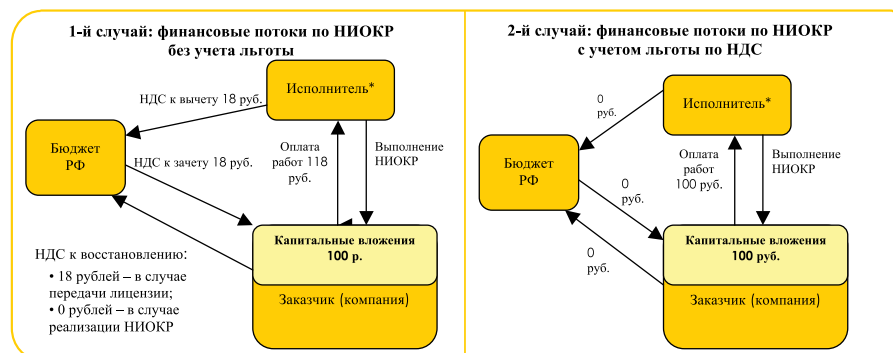 1-й случай: финансовые потоки по НИОКР
без учета льготы
Исполнитель*
НДС к вычету 18 руб.
Бюджет
РФ
НДС к зачету 18 руб.
Оплата
работ 118
руб.
Выполнение
НИОКР
Капитальные вложения
100 р.
Заказчик (компания)
НДС к восстановлению:
• 18 рублей – в случае
передачи лицензии;
• 0 рублей – в случае
реализации НИОКР
2-й случай: финансовые потоки по НИОКР
с учетом льготы по НДС
0
руб.
Исполнитель*
Бюджет
РФ
Оплата
работ
100 руб.
Выполнение
НИОКР
0
руб.
0
руб.
Капитальные вложения
100 руб.
Заказчик (компания)